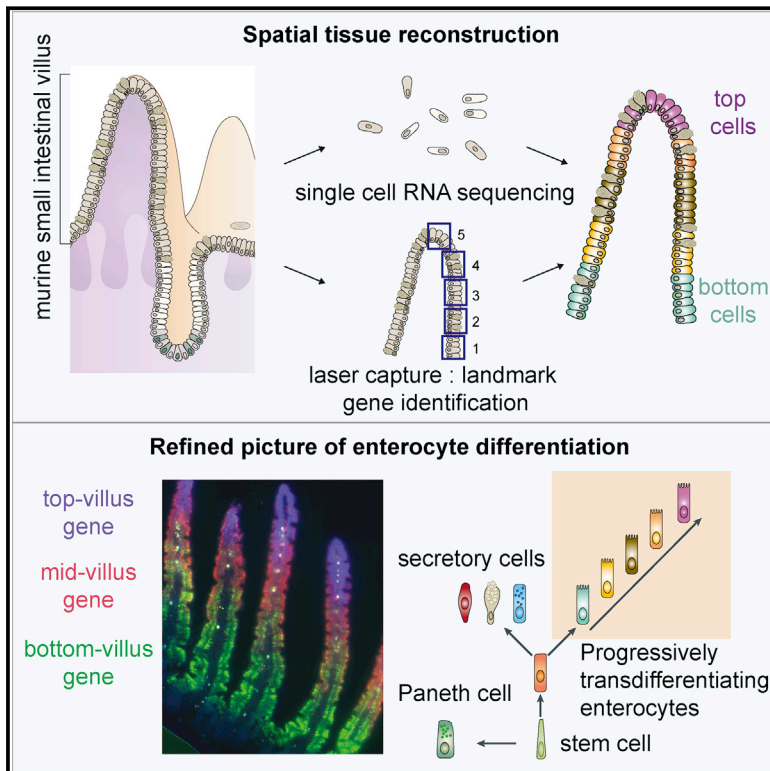 Spatial tissue reconstruction
murine small intestinal villus
single cell RNA sequencing
5
4
3
2
1
laser capture : landmark
gene identification
top
cells
bottom
cells
Refined picture of enterocyte differentiation
top-villus
gene
mid-villus
gene
bottom-villus
gene
secretory cells
Paneth cell
Progressively
transdifferentiating
enterocytes
stem cell